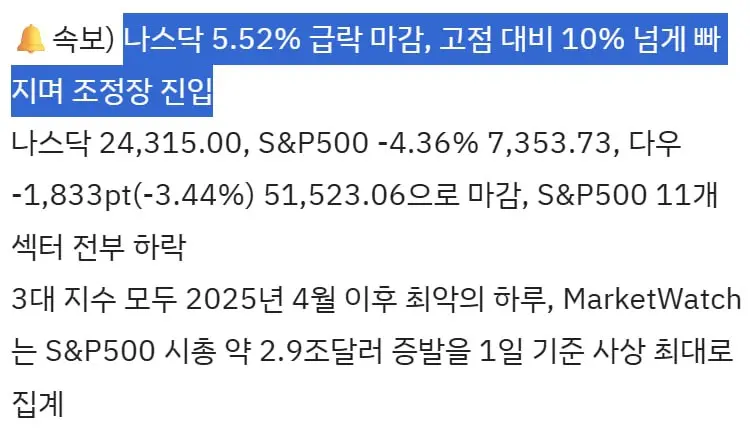 🔔 속보) 나스닥 5.52% 급락 마감, 고점 대비 10% 넘게 빠
지며 조정장 진입
나스닥 24,315.00, S&P500 -4.36% 7,353.73, 다우
-1,833pt(-3.44%) 51,523.06으로 마감, S&P500 11개
섹터 전부 하락
3대 지수 모두 2025년 4월 이후 최악의 하루, MarketWatch
는 S&P500 시총 약 2.9조달러 증발을 1일 기준 사상 최대로
집계